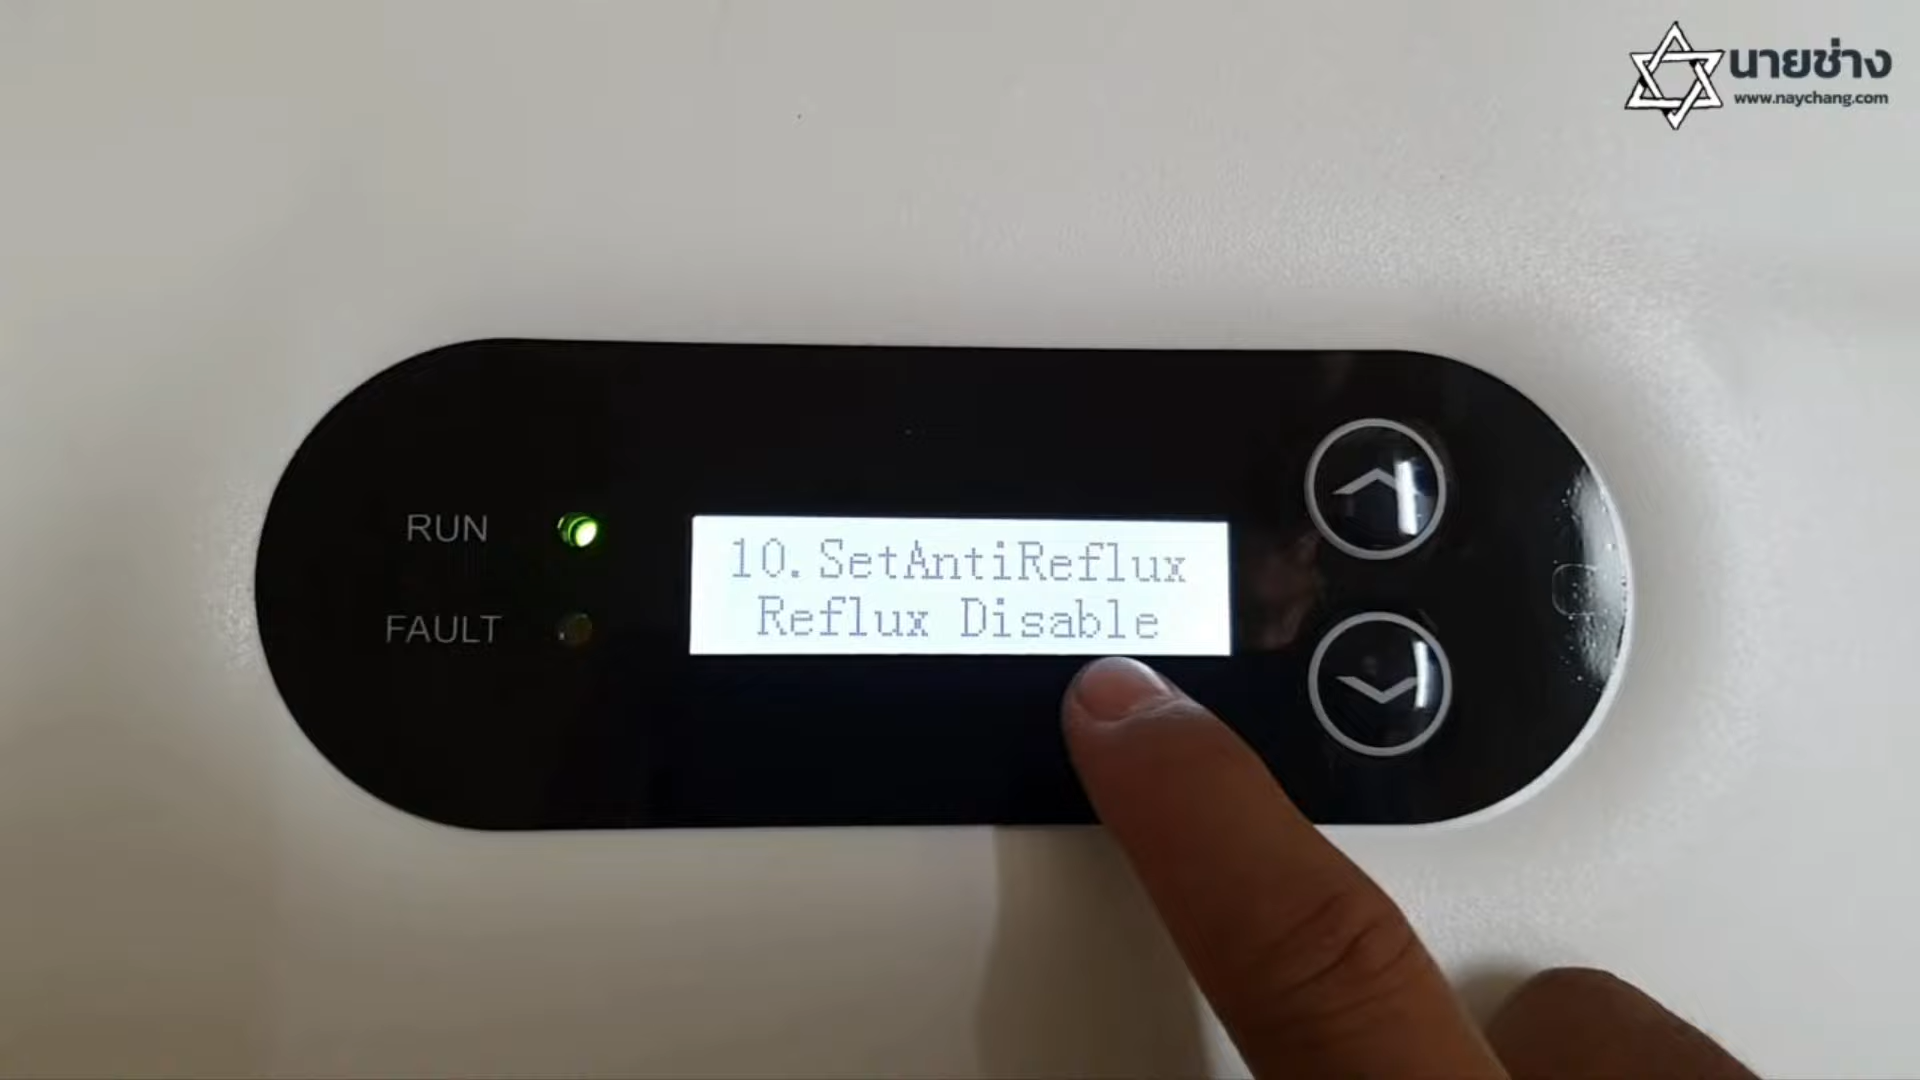 นายช่าง
www.naychang.com
RUN
FAULT
10.SetAntiReflux
Reflux Disable